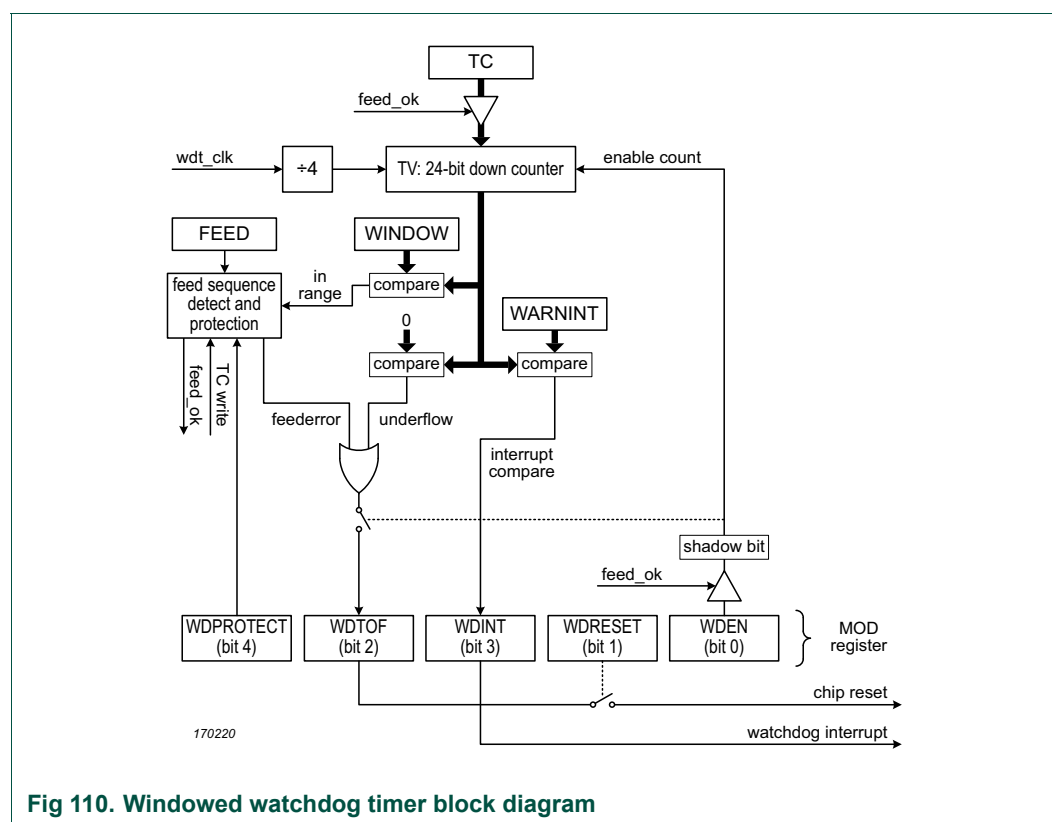 TC
feed_ok
wdt_clk
÷4
TV: 24-bit down counter
enable count
FEED
WINDOW
feed sequence
detect and
protection
in
range
compare
WARNINT
0
compare
compare
feed_ok
TC write
feederror
underflow
interrupt
compare
shadow bit
feed_ok
WDPROTECT
(bit 4)
WDTOF
(bit 2)
WDINT
(bit 3)
WDRESET
(bit 1)
WDEN
(bit 0)
MOD
register
chip reset
170220
watchdog interrupt
Fig 110. Windowed watchdog timer block diagram